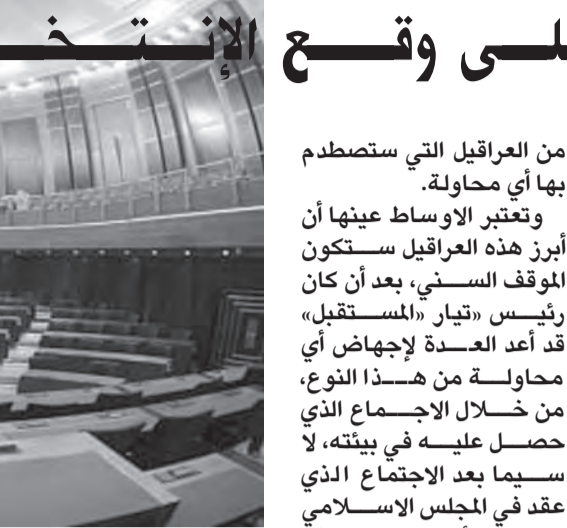 لـى وقـع الإنـتـخـ
من العراقيل التي ستصطدم
بها أي محاولة.
وتعتبر الاوساط عينها أن
أبرز هذه العراقيل ستكون
الموقف السني، بعد أن كان
رئيس «تيار «المستقبل»
قد أعد العدة لإجهاض أي
محاولة من هذا النوع،
من خلال الاجماع الذي
حصل عليه في بيئته، لا
سيما بعد الاجتماع الذي
عقد في المجلس الاسلامي